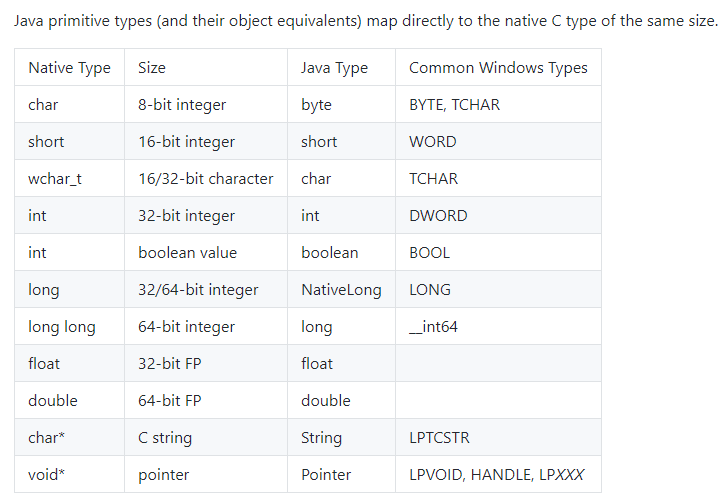 Java primitive types (and their object equivalents) map directly to the native C type of the same size.
Native Type Size Java Type Common Windows Types
char 8-bit integer byte BYTE, TCHAR
short 16-bit integer short WORD
wchar_t 16/32-bit character char TCHAR
int 32-bit integer int DWORD
int boolean value boolean BOOL
long 32/64-bit integer NativeLong LONG
long long 64-bit integer long __int64
float 32-bit FP float
double 64-bit FP double
char* C string String LPTCSTR
void* pointer Pointer LPVOID, HANDLE, LPXXX